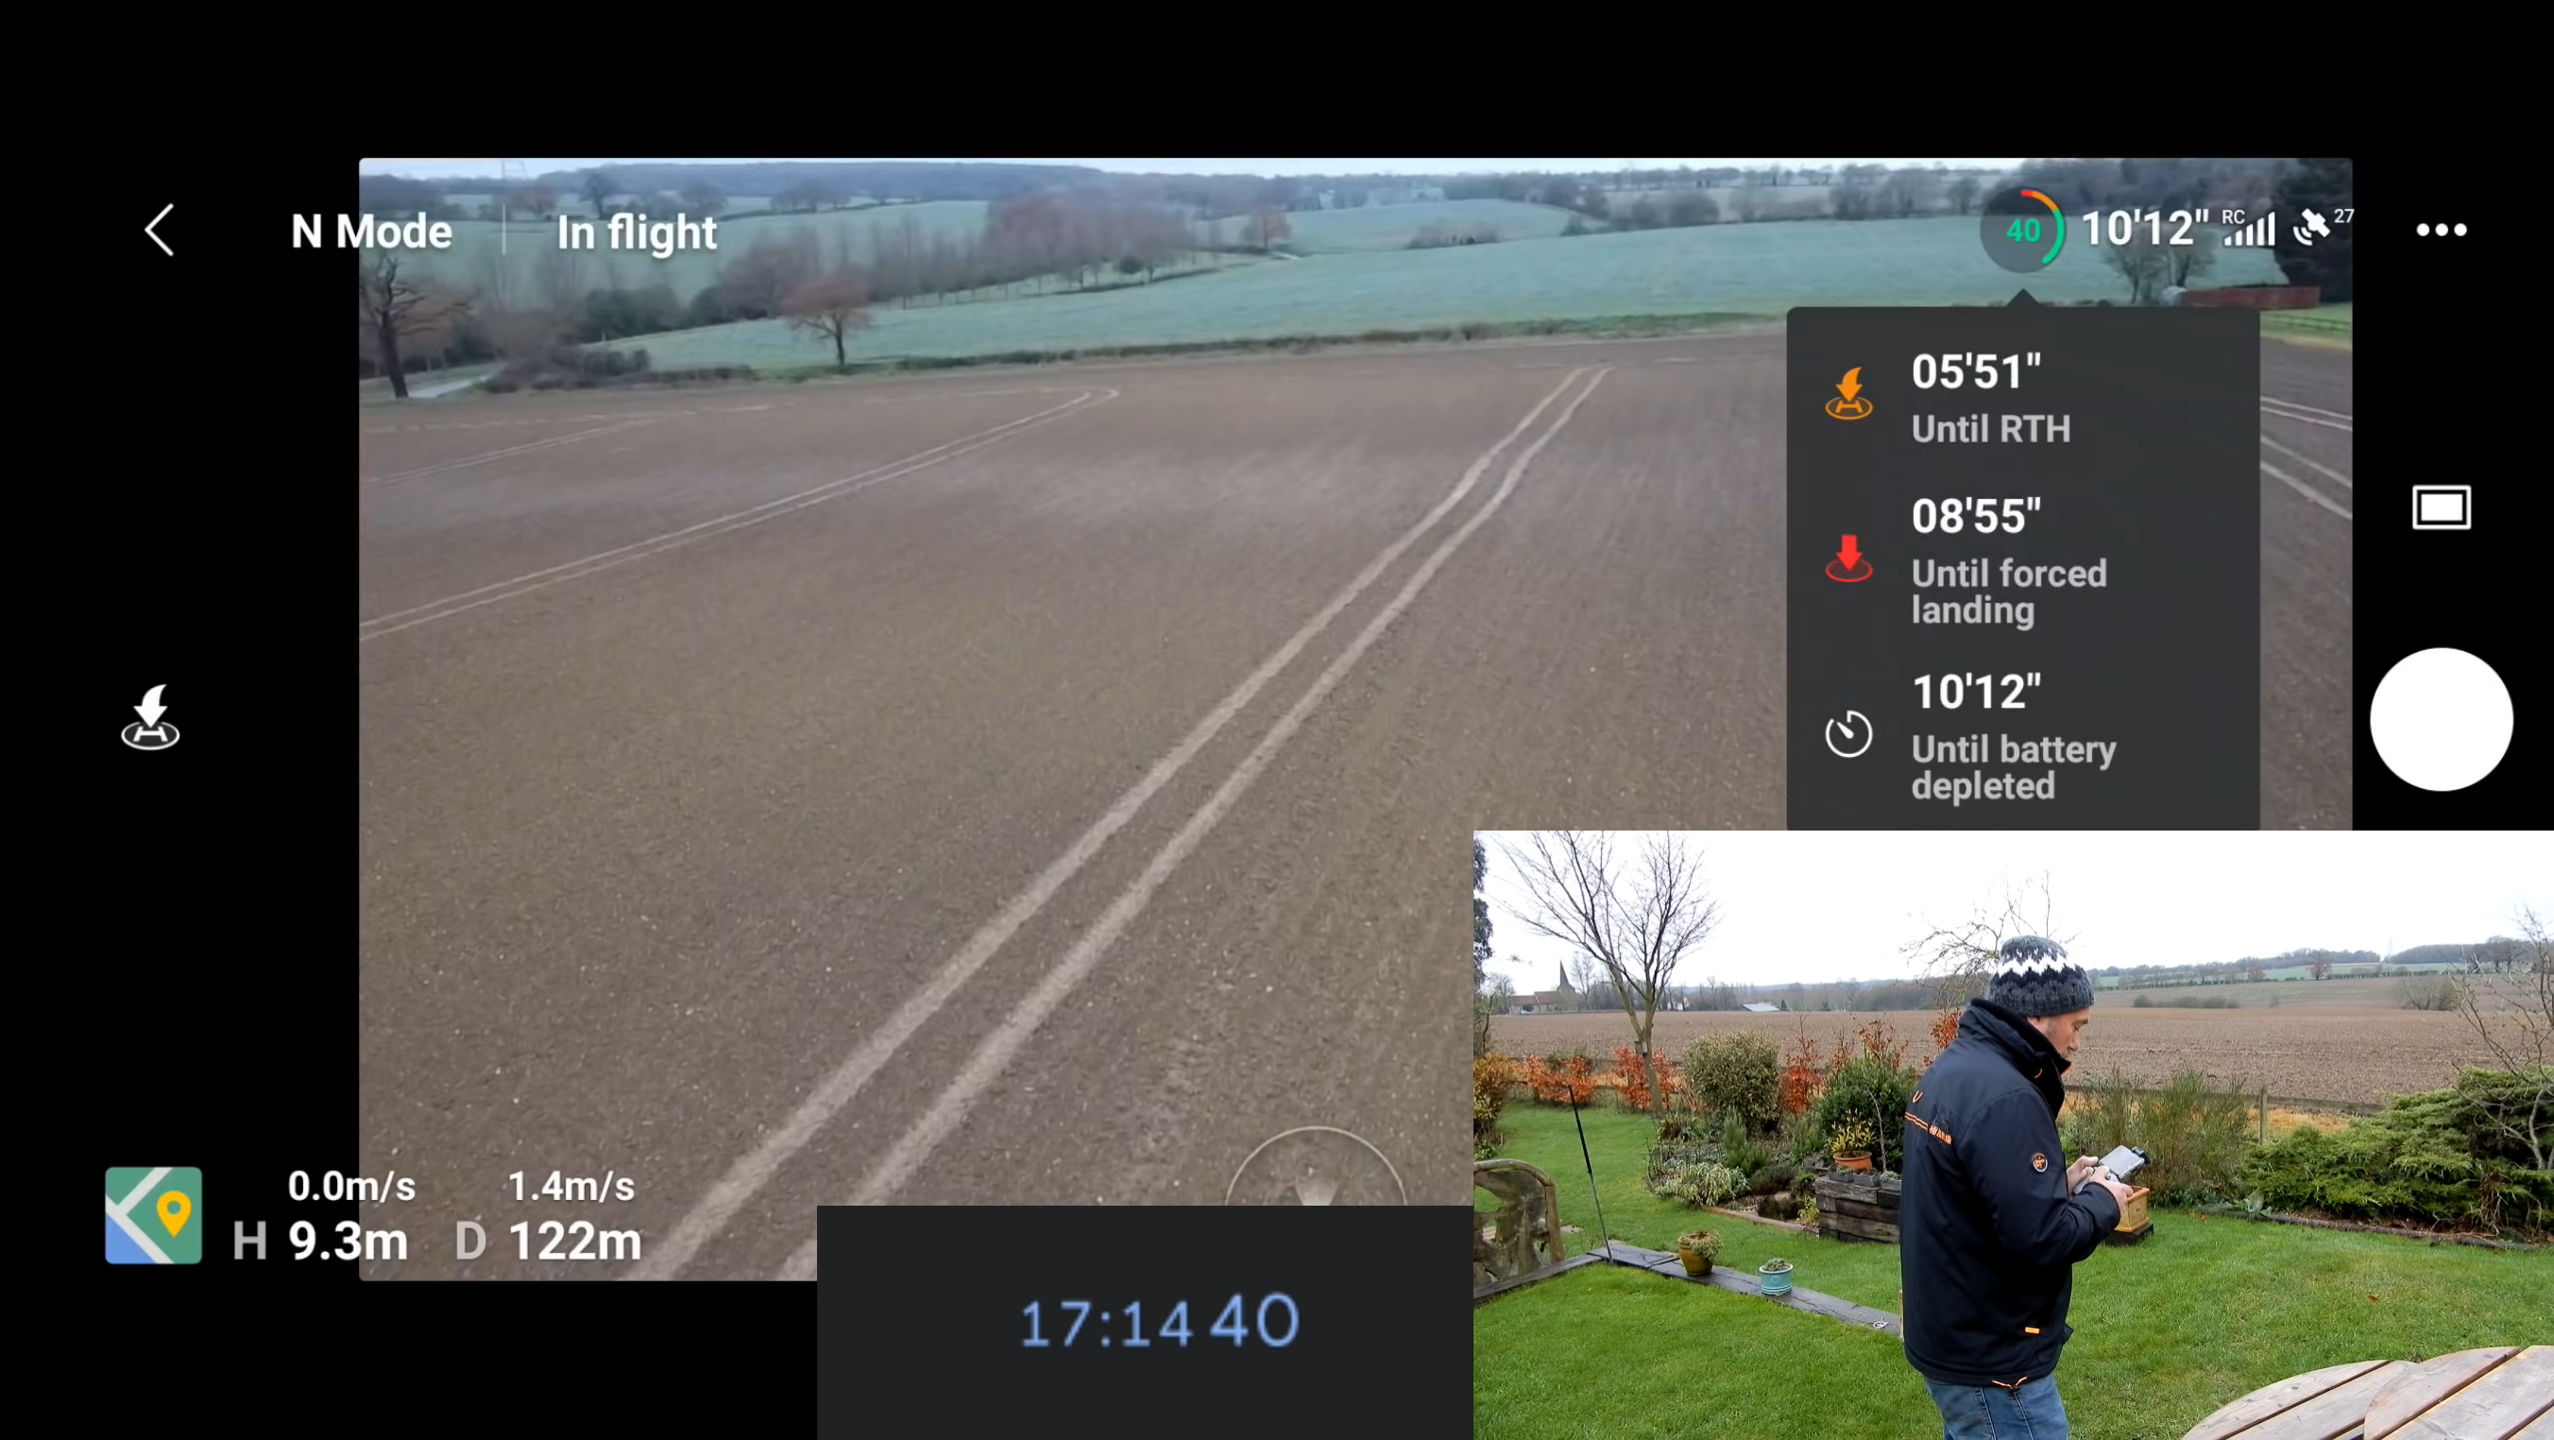 N Mode
In flight
40
10'12"
RC
27
05'51"
Until RTH
08'55"
Until forced
landing
10'12"
Until battery
depleted
0.0m/s
1.4m/s
H 9.3m
D 122m
17:14 40